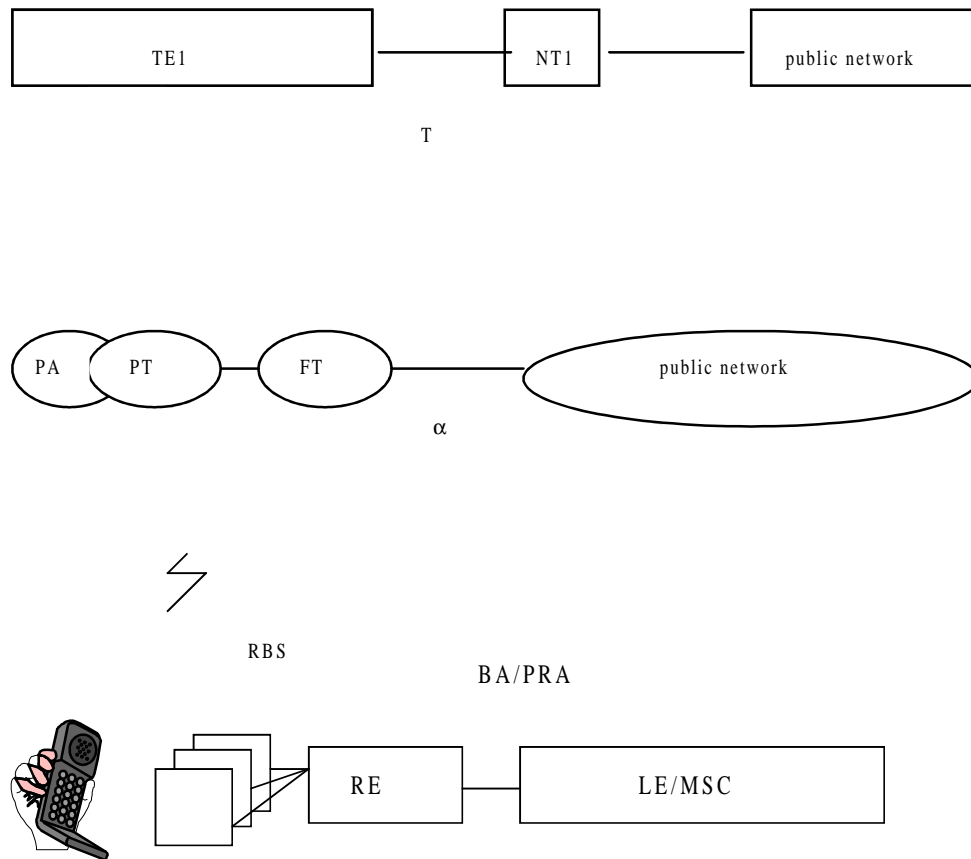 TE1 NT1 public network
T
PA PT FT public network
α
RBS
BA/PRA
RE LE/MSC